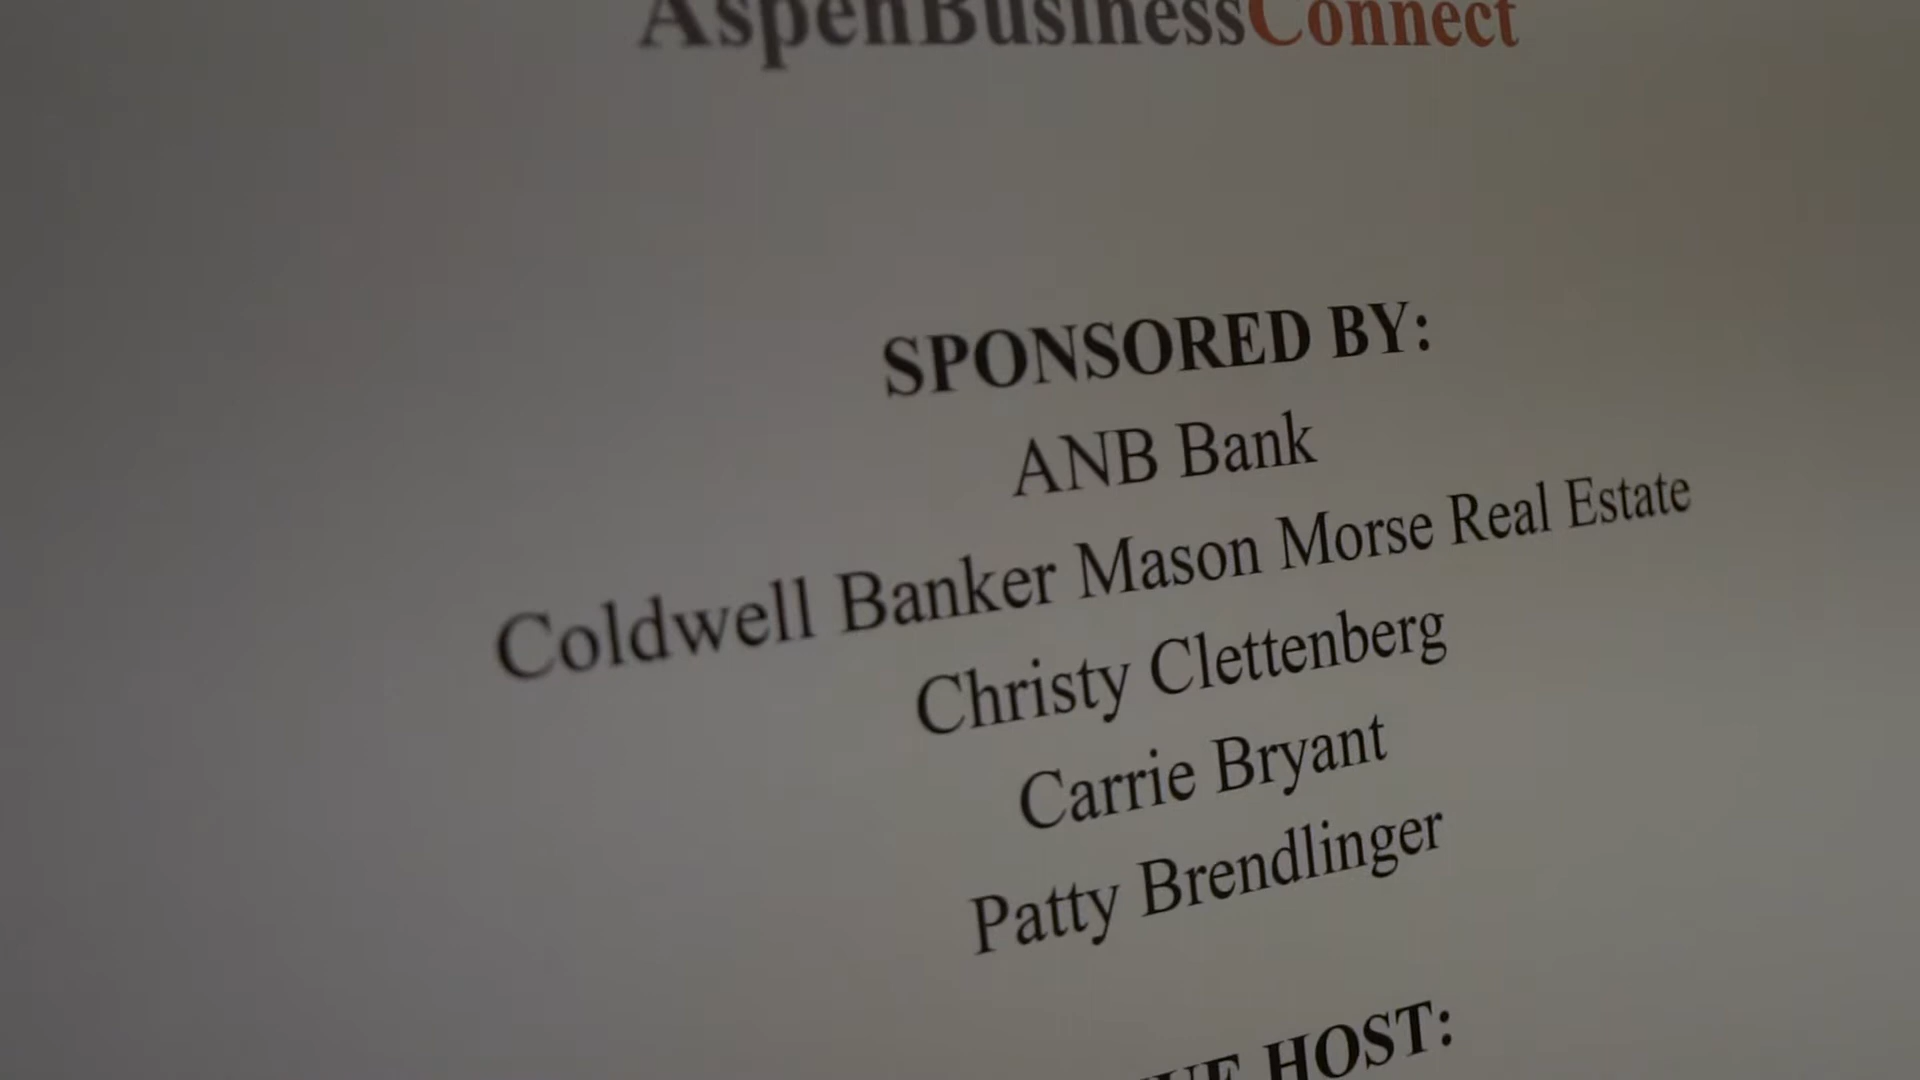 AspenBusinessConnect
SPONSORED BY:
ANB Bank
Coldwell Banker Mason Morse Real Estate
Christy Clettenberg
Carrie Bryant
Patty Brendlinger
HOST: